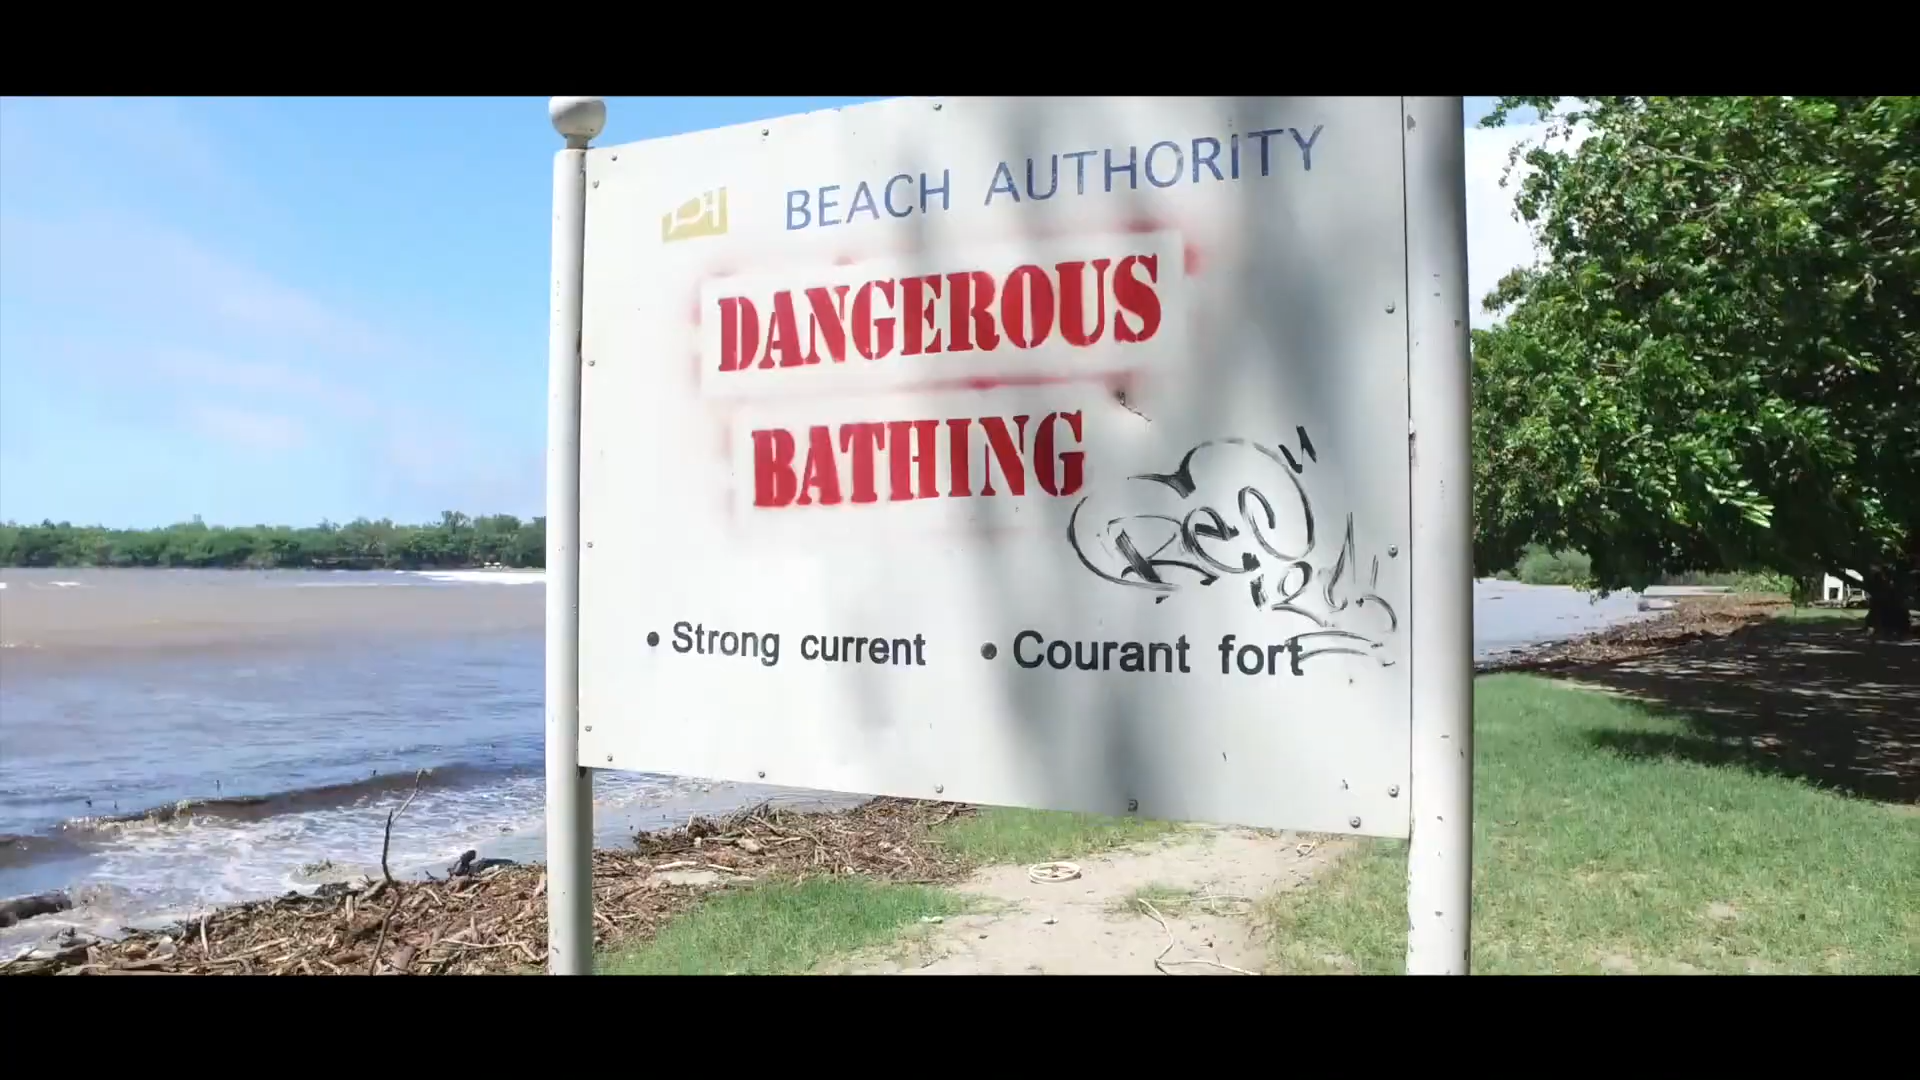 BEACH AUTHORITY
DANGEROUS
BATHING
• Strong current • Courant fort